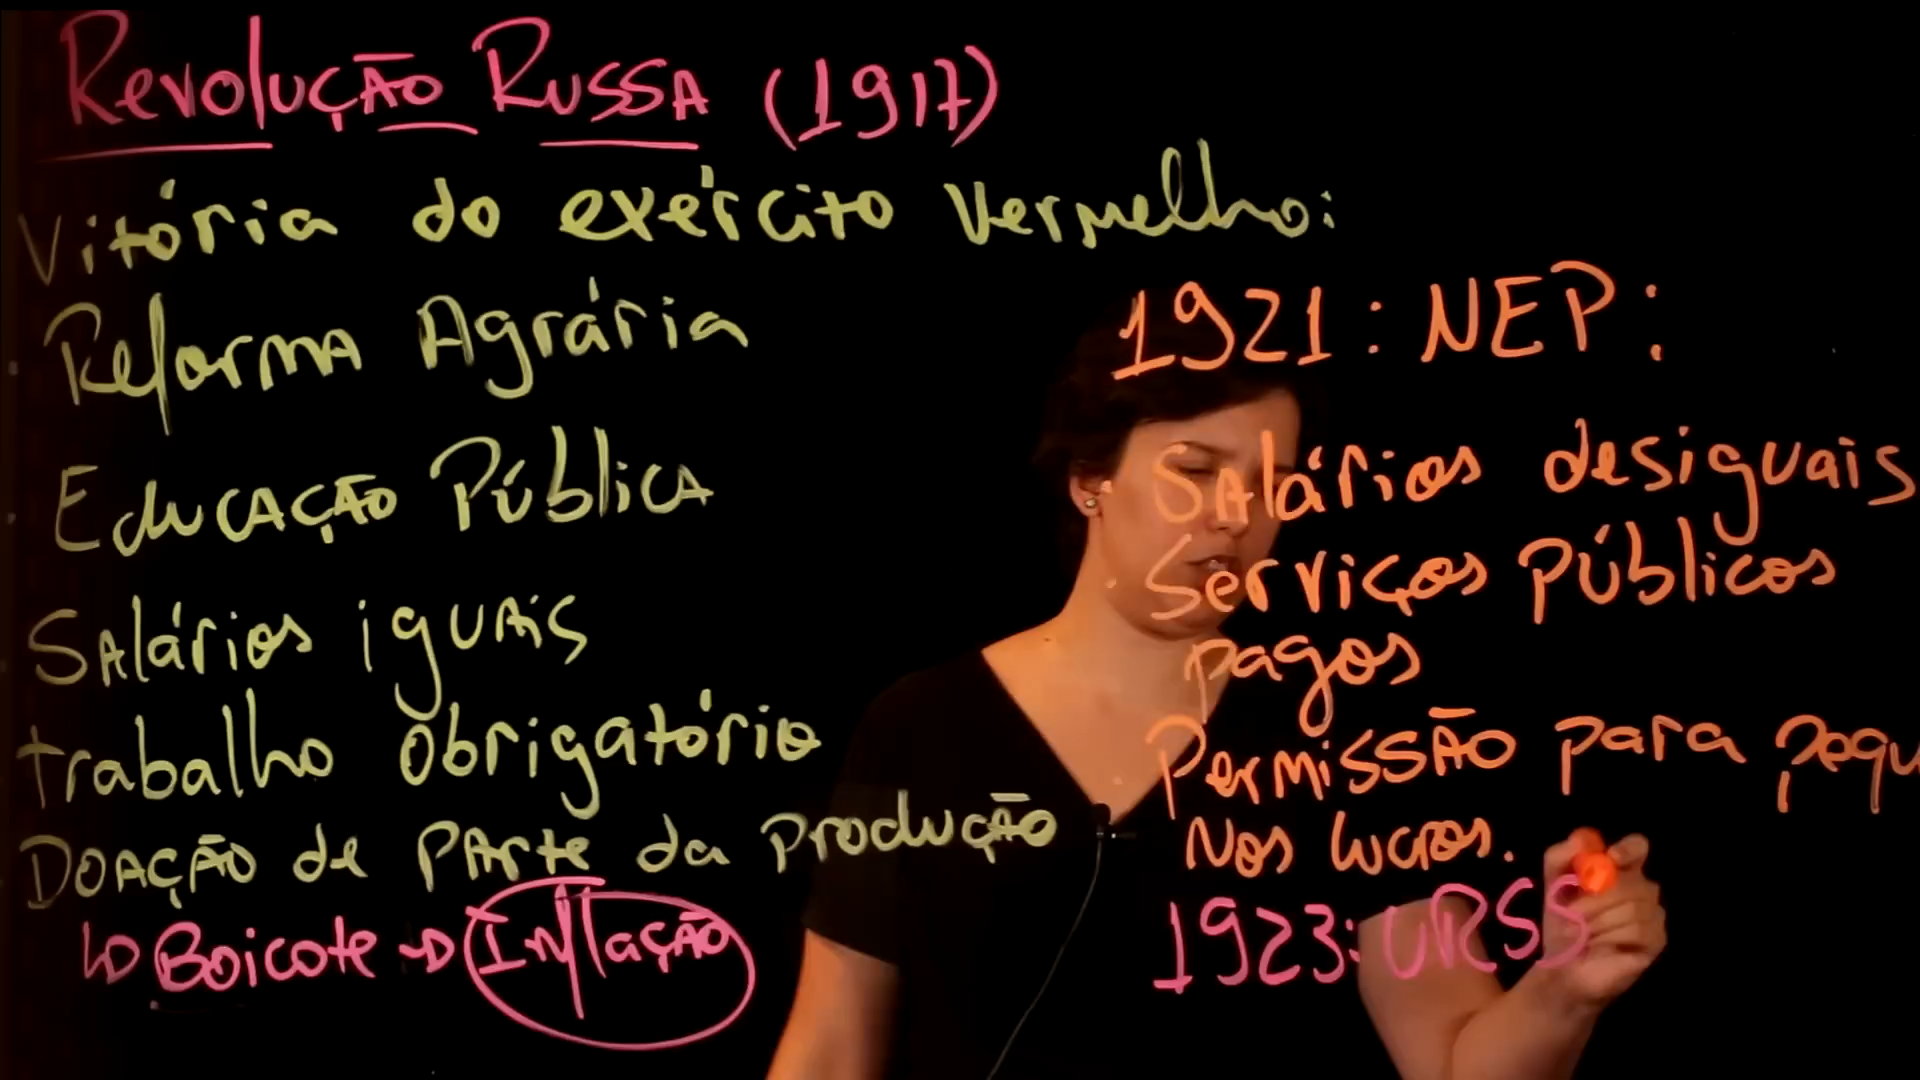 Revolução Russa (1917)
Vitória do exército vermelho:
Reforma Agrária
Educação Pública
Salários iguais
trabalho obrigatório
Doação de parte da produção
↳ Boicote → Inflação
1921: NEP:
. Salários desiguais
. Serviços públicos
pagos
. Permissão para pequ
nos lucros.
1923: URSS